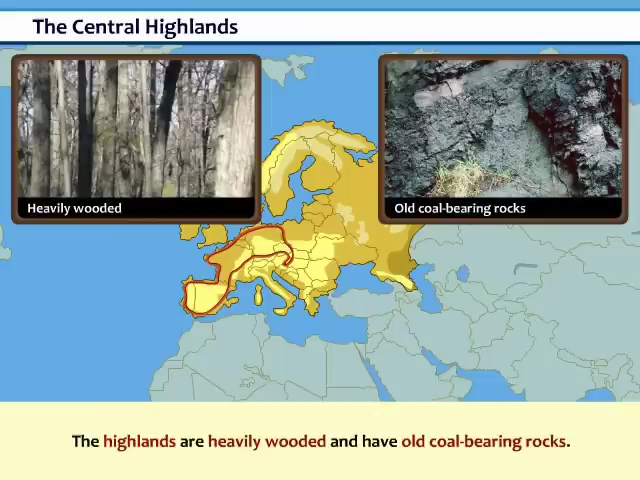 The Central Highlands
Heavily wooded
Old coal-bearing rocks
The highlands are heavily wooded and have old coal-bearing rocks.